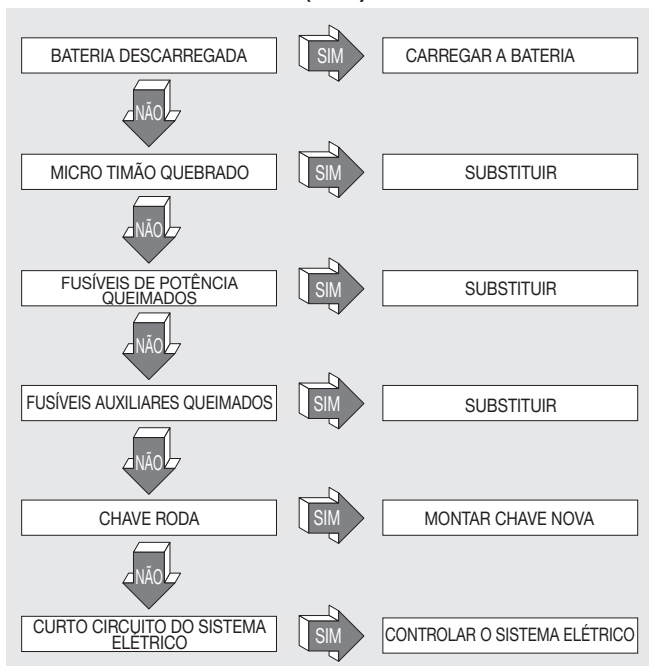 BATERIA DESCARREGADA
SIM
CARREGAR A BATERIA
NÃO
MICRO TIMÃO QUEBRADO
SIM
SUBSTITUIR
NÃO
FUSÍVEIS DE POTÊNCIA
QUEIMADOS
SIM
SUBSTITUIR
NÃO
FUSÍVEIS AUXILIARES QUEIMADOS
SIM
SUBSTITUIR
NÃO
CHAVE RODA
SIM
MONTAR CHAVE NOVA
NÃO
CURTO CIRCUITO DO SISTEMA
ELÉTRICO
SIM
CONTROLAR O SISTEMA ELÉTRICO